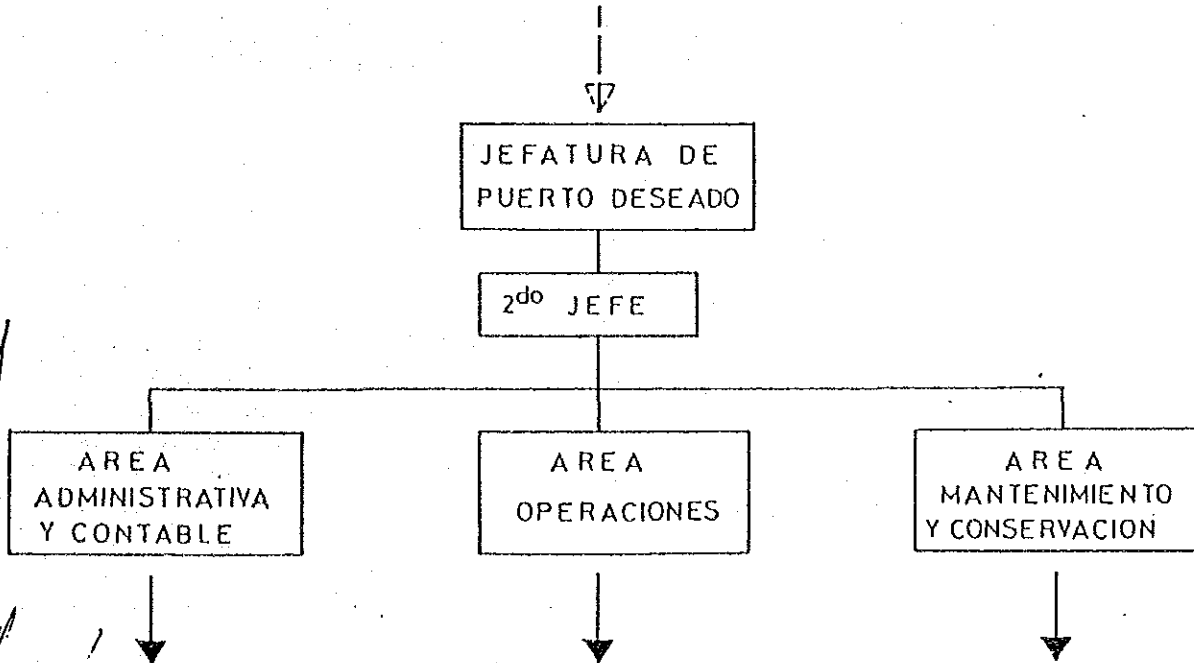 JEFATURA DE
PUERTO DESEADO
2do JEFE
AREA
ADMINISTRATIVA
Y CONTABLE
AREA
OPERACIONES
AREA
MANTENIMIENTO
Y CONSERVACION